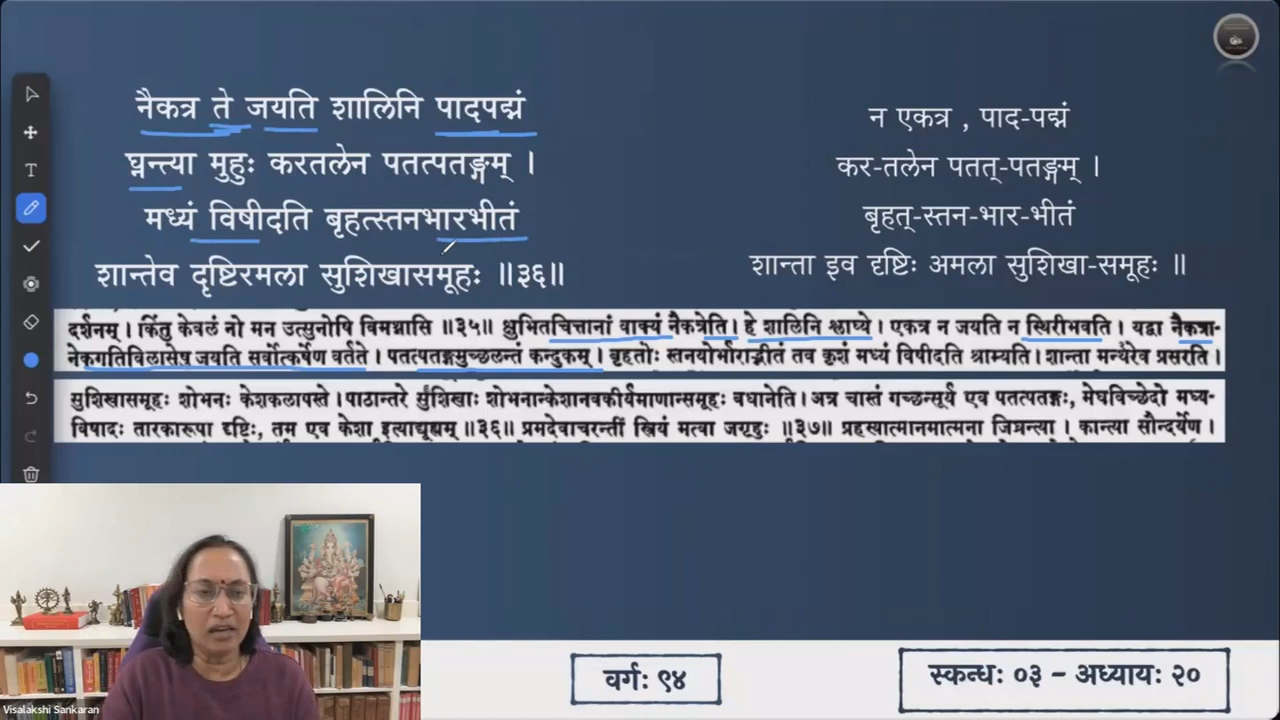 नैकत्र ते जयति शालिनि पादपद्मं
घ्नन्त्या मुहुः करतलेन पतत्पतङ्गम् ।
मध्यं विषीदति बृहत्स्तनभारभीतं
शान्तेव दृष्टिरमला सुशिखासमूहः ॥३६॥
न एकत्र , पाद-पद्मं
कर-तलेन पतत्-पतङ्गम् ।
बृहत्-स्तन-भार-भीतं
शान्ता इव दृष्टिः अमला सुशिखा-समूहः ॥
दर्शनम् । किंतु केवलं नो मन उत्सुनोषि विमथ्नासि ॥३५॥ क्षुभितचित्तानां वाक्यं नैकत्रेति । हे शालिनि श्लाघ्ये । एकत्र न जयति न स्थिरीभवति । यद्वा नैकत्रा-
नेकगतिविलासेष जयति सर्वोत्कर्षेण वर्तते । पतत्पतङ्गमुच्छलन्तं कन्दुकम् । बृहतोः स्तनयोर्भाराद्भीतं तव कृशं मध्यं विषीदति श्राम्यति । शान्ता मन्थरेव प्रसरति ।
सुशिखासमूहः शोभनः केशकलापस्ते । पाठान्तरे सुशिखाः शोभनान्केशानवकीर्यमाणान्समूहः बधानेति । अत्र चास्तं गच्छन्सूर्य एव पतत्पतङ्गः, मेघविच्छेदो मध्य-
विषादः तारकारूपा दृष्टिः, तम एव केशा इत्याद्यूह्यम् ॥३६॥ प्रमदेवाचरन्तीं स्त्रियं मत्वा जगृहुः ॥३७॥ प्रहस्यात्मानमात्मना जिघ्रन्त्या । कान्त्या सौन्दर्येण ।
Visalakshi Sankaran
वर्गः ९४
स्कन्धः ०३ – अध्यायः २०